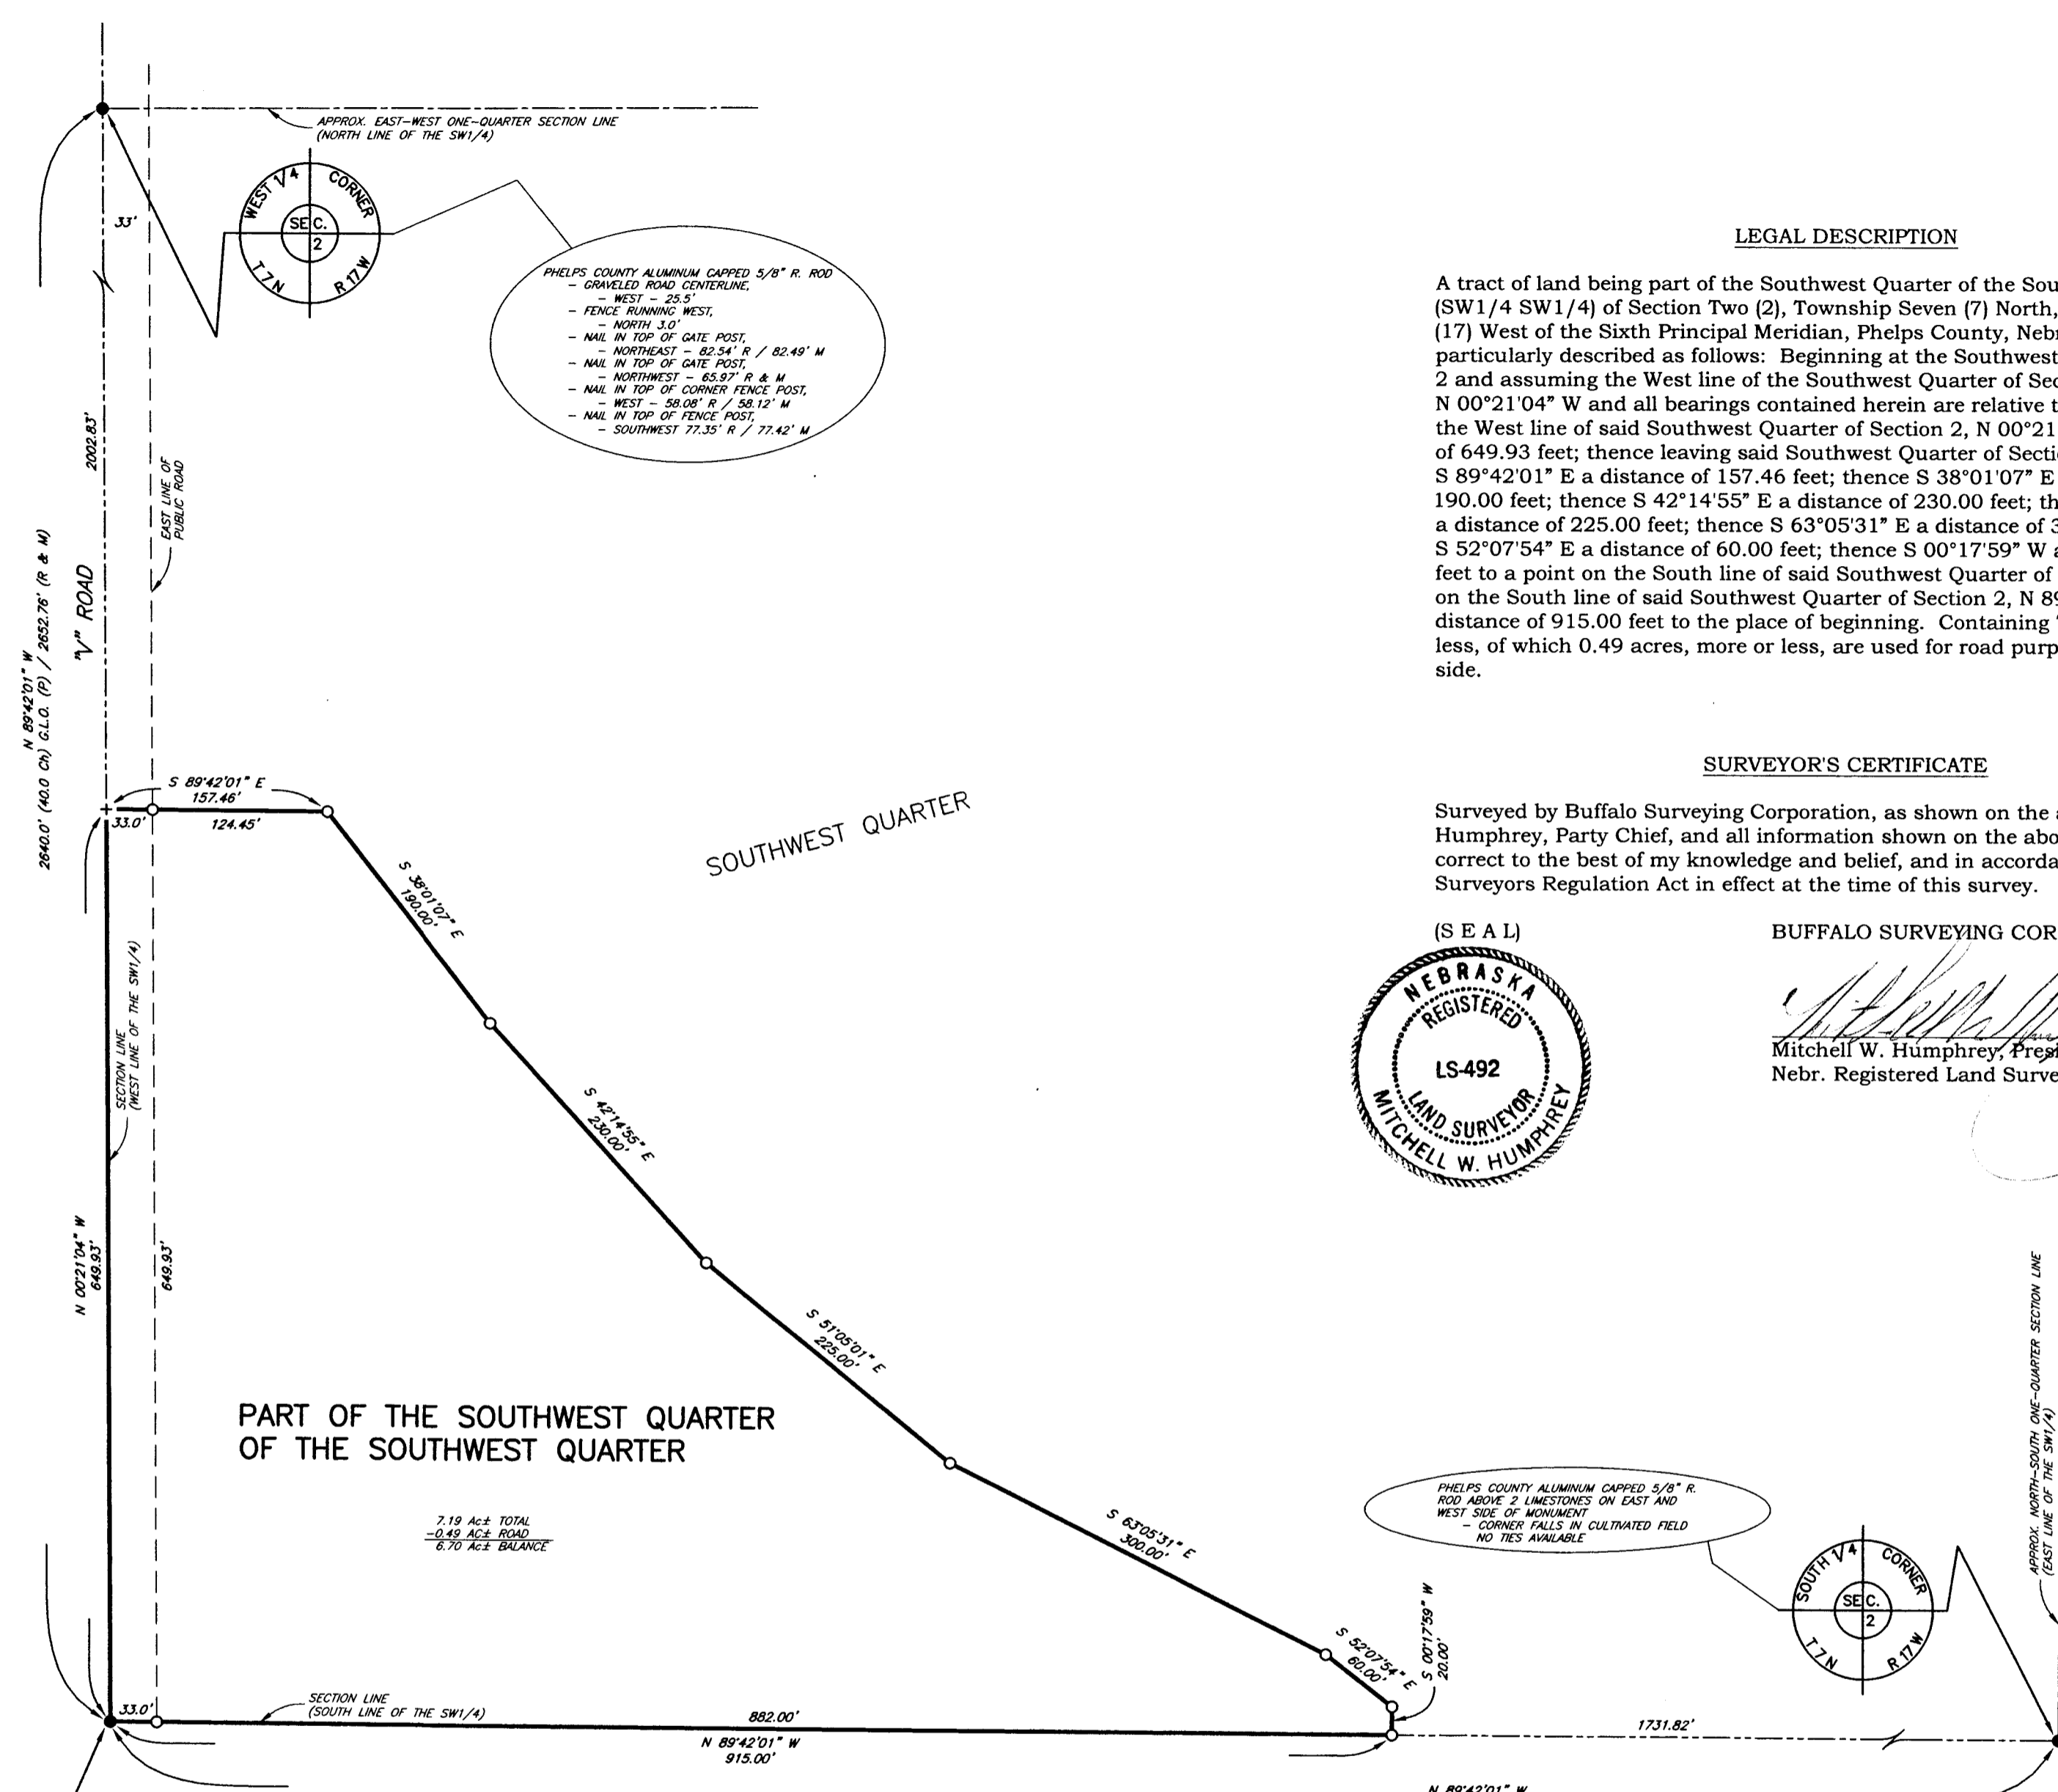 APPROX. EAST-WEST ONE-QUARTER SECTION LINE
(NORTH LINE OF THE SW1/4)
WEST 1/4 CORNER
SEC.
2
T 7 N R 17 W
33'
PHELPS COUNTY ALUMINUM CAPPED 5/8" R. ROD
- GRAVELED ROAD CENTERLINE,
- WEST - 25.5'
- FENCE RUNNING WEST,
- NORTH 3.0'
- NAIL IN TOP OF GATE POST,
- NORTHEAST - 82.54' R / 82.49' M
- NAIL IN TOP OF GATE POST,
- NORTHWEST - 65.97' R & M
- NAIL IN TOP OF CORNER FENCE POST,
- WEST - 58.08' R / 58.12' M
- NAIL IN TOP OF FENCE POST,
- SOUTHWEST 77.35' R / 77.42' M
2002.83'
EAST LINE OF
PUBLIC ROAD
"V" ROAD
N 89°42'01" W
2640.0' (40.0 Ch) G.L.O. (P) / 2652.76' (R & M)
S 89°42'01" E
157.46'
33.0'
124.45'
S 38°01'07" E
190.00'
SOUTHWEST QUARTER
SECTION LINE
(WEST LINE OF THE SW1/4)
S 42°14'55" E
230.00'
N 00°21'04" W
649.93'
649.93'
S 51°05'01" E
225.00'
PART OF THE SOUTHWEST QUARTER
OF THE SOUTHWEST QUARTER
7.19 Ac± TOTAL
-0.49 Ac± ROAD
6.70 Ac± BALANCE
S 63°05'31" E
300.00'
S 52°07'54" E
60.00'
S 00°17'59" W
20.00'
33.0'
SECTION LINE
(SOUTH LINE OF THE SW1/4)
882.00'
N 89°42'01" W
915.00'
1731.82'
N 89°42'01" W
LEGAL DESCRIPTION
A tract of land being part of the Southwest Quarter of the Sou
(SW1/4 SW1/4) of Section Two (2), Township Seven (7) North,
(17) West of the Sixth Principal Meridian, Phelps County, Neb
particularly described as follows: Beginning at the Southwest
2 and assuming the West line of the Southwest Quarter of Sec
N 00°21'04" W and all bearings contained herein are relative t
the West line of said Southwest Quarter of Section 2, N 00°21
of 649.93 feet; thence leaving said Southwest Quarter of Secti
S 89°42'01" E a distance of 157.46 feet; thence S 38°01'07" E
190.00 feet; thence S 42°14'55" E a distance of 230.00 feet; th
a distance of 225.00 feet; thence S 63°05'31" E a distance of 3
S 52°07'54" E a distance of 60.00 feet; thence S 00°17'59" W a
feet to a point on the South line of said Southwest Quarter of
on the South line of said Southwest Quarter of Section 2, N 89
distance of 915.00 feet to the place of beginning. Containing
less, of which 0.49 acres, more or less, are used for road purp
side.
SURVEYOR'S CERTIFICATE
Surveyed by Buffalo Surveying Corporation, as shown on the
Humphrey, Party Chief, and all information shown on the abo
correct to the best of my knowledge and belief, and in accorda
Surveyors Regulation Act in effect at the time of this survey.
(S E A L)
BUFFALO SURVEYING COR
NEBRASKA
REGISTERED
LS-492
LAND SURVEYOR
MITCHELL W. HUMPHREY
Mitchell W. Humphrey, Presi
Nebr. Registered Land Surve
PHELPS COUNTY ALUMINUM CAPPED 5/8" R.
ROD ABOVE 2 LIMESTONES ON EAST AND
WEST SIDE OF MONUMENT
- CORNER FALLS IN CULTIVATED FIELD
NO TIES AVAILABLE
SOUTH 1/4 CORNER
SEC.
2
T 7 N R 17 W
APPROX. NORTH-SOUTH ONE-QUARTER SECTION LINE
(EAST LINE OF THE SW1/4)